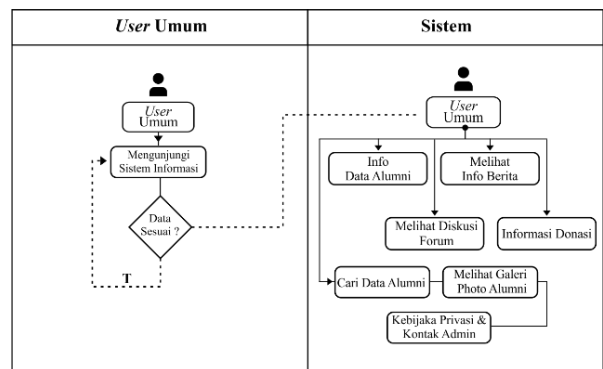 User Umum
Sistem
User
Umum
Mengunjungi
Sistem Informasi
Data
Sesuai ?
T
User
Umum
Info
Data Alumni
Melihat
Info Berita
Melihat Diskusi
Forum
Informasi Donasi
Cari Data Alumni
Melihat Galeri
Photo Alumni
Kebijaka Privasi &
Kontak Admin